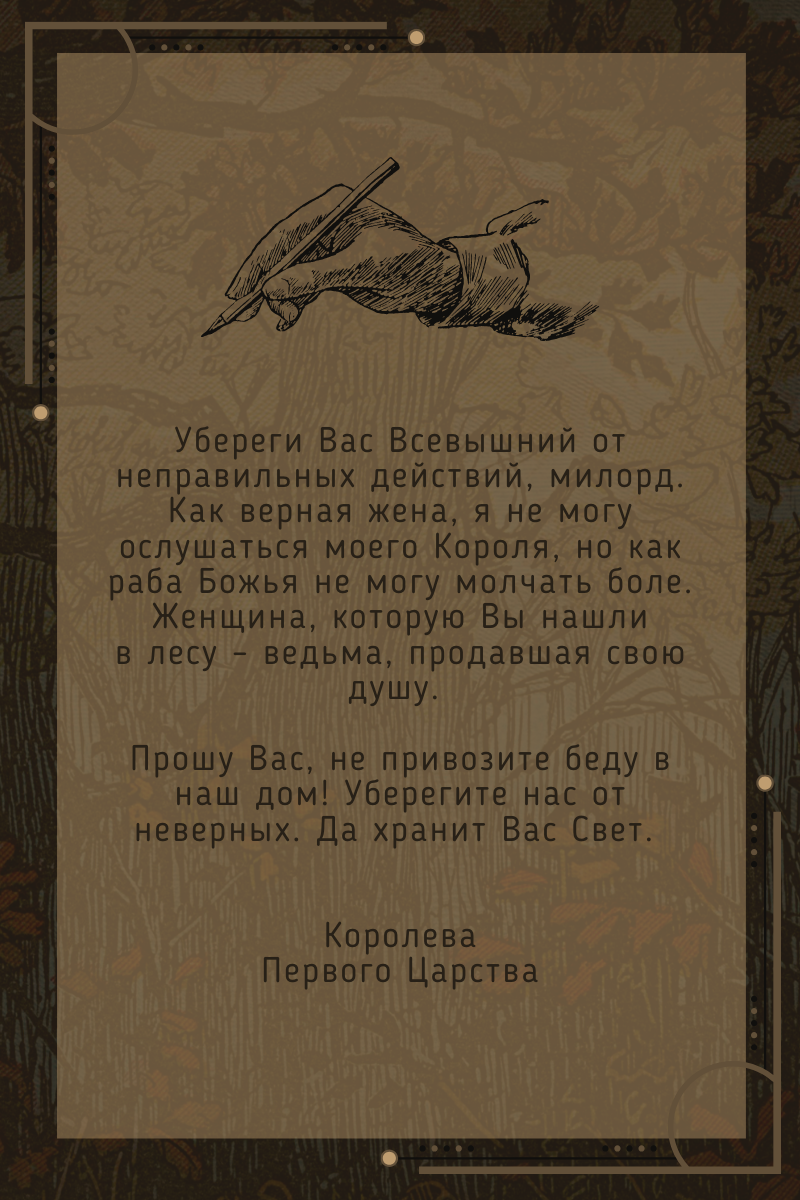 Убереги Вас Всевышний от
неправильных действий, милорд.
Как верная жена, я не могу
ослушаться моего Короля, но как
раба Божья не могу молчать боле.
Женщина, которую Вы нашли
в лесу – ведьма, продавшая свою
душу.
Прошу Вас, не привозите беду в
наш дом! Уберегите нас от
неверных. Да хранит Вас Свет.
Королева
Первого Царства